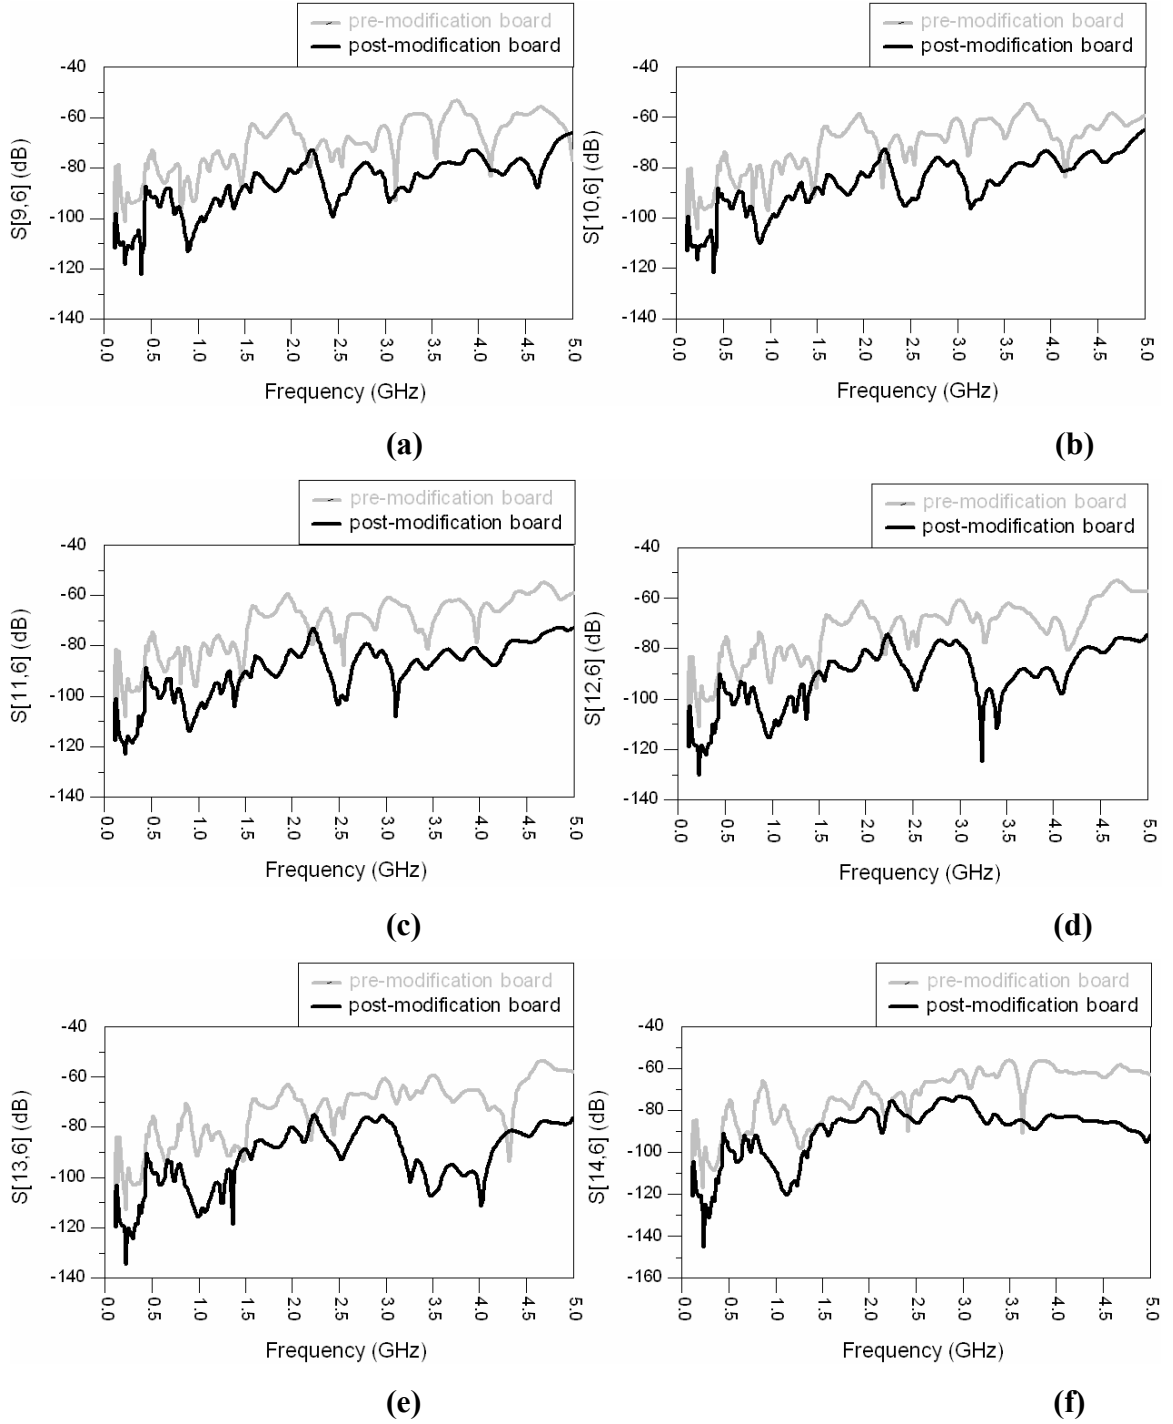 pre-modification board
post-modification board
-40
-60
-80
-100
-120
-140
S[9,6] (dB)
0.0 0.5 1.0 1.5 2.0 2.5 3.0 3.5 4.0 4.5 5.0
Frequency (GHz)
(a)
pre-modification board
post-modification board
-40
-60
-80
-100
-120
-140
S[10,6] (dB)
0.0 0.5 1.0 1.5 2.0 2.5 3.0 3.5 4.0 4.5 5.0
Frequency (GHz)
(b)
pre-modification board
post-modification board
-40
-60
-80
-100
-120
-140
S[11,6] (dB)
0.0 0.5 1.0 1.5 2.0 2.5 3.0 3.5 4.0 4.5 5.0
Frequency (GHz)
(c)
pre-modification board
post-modification board
-40
-60
-80
-100
-120
-140
S[12,6] (dB)
0.0 0.5 1.0 1.5 2.0 2.5 3.0 3.5 4.0 4.5 5.0
Frequency (GHz)
(d)
pre-modification board
post-modification board
-40
-60
-80
-100
-120
-140
S[13,6] (dB)
0.0 0.5 1.0 1.5 2.0 2.5 3.0 3.5 4.0 4.5 5.0
Frequency (GHz)
(e)
pre-modification board
post-modification board
-40
-60
-80
-100
-120
-140
-160
S[14,6] (dB)
0.0 0.5 1.0 1.5 2.0 2.5 3.0 3.5 4.0 4.5 5.0
Frequency (GHz)
(f)